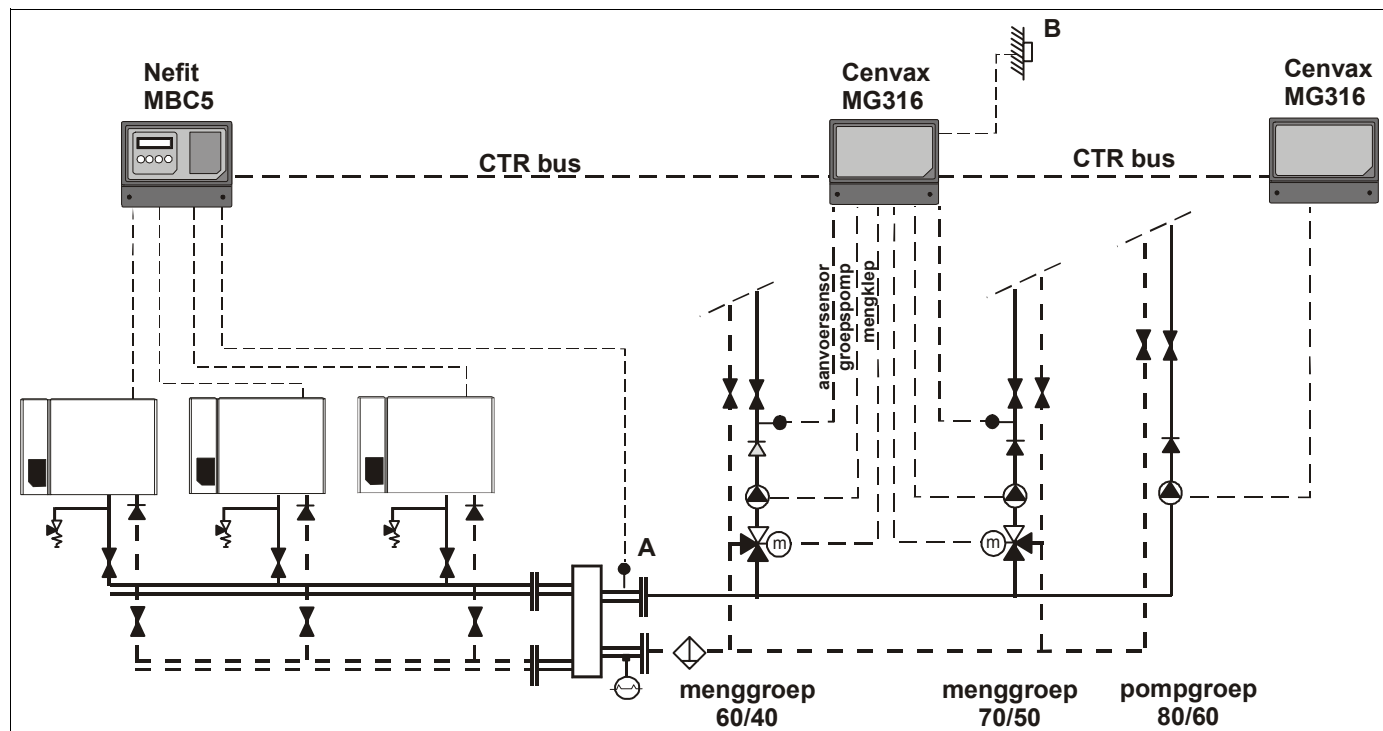 B
Nefit
MBC5
Cenvax
MG316
Cenvax
MG316
CTR bus
CTR bus
aanvoersensor
groepspomp
mengklep
A
m
m
menggroep
60/40
menggroep
70/50
pompgroep
80/60